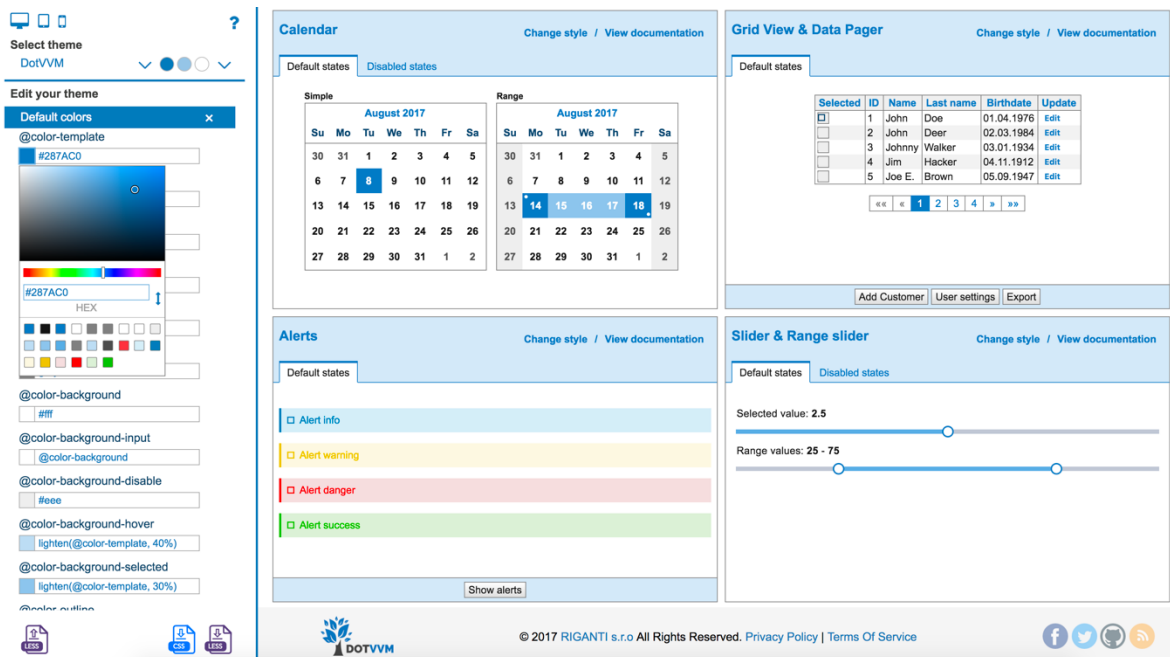 ?
Select theme
DotVVM
Edit your theme
Default colors x
@color-template
#287AC0
#287AC0
HEX
@color-background
#fff
@color-background-input
@color-background
@color-background-disable
#eee
@color-background-hover
lighten(@color-template, 40%)
@color-background-selected
lighten(@color-template, 30%)
@color-outline
LESS CSS LESS
Calendar Change style / View documentation
Default states Disabled states
Simple
August 2017
Su Mo Tu We Th Fr Sa
30 31 1 2 3 4 5
6 7 8 9 10 11 12
13 14 15 16 17 18 19
20 21 22 23 24 25 26
27 28 29 30 31 1 2
Range
August 2017
Su Mo Tu We Th Fr Sa
30 31 1 2 3 4 5
6 7 8 9 10 11 12
13 14 15 16 17 18 19
20 21 22 23 24 25 26
27 28 29 30 31 1 2
Grid View & Data Pager Change style / View documentation
Default states
Selected ID Name Last name Birthdate Update
1 John Doe 01.04.1976 Edit
2 John Deer 02.03.1984 Edit
3 Johnny Walker 03.01.1934 Edit
4 Jim Hacker 04.11.1912 Edit
5 Joe E. Brown 05.09.1947 Edit
«« « 1 2 3 4 » »»
Add Customer User settings Export
Alerts Change style / View documentation
Default states
Alert info
Alert warning
Alert danger
Alert success
Show alerts
Slider & Range slider Change style / View documentation
Default states Disabled states
Selected value: 2.5
Range values: 25 - 75
DOTVVM
© 2017 RIGANTI s.r.o All Rights Reserved. Privacy Policy | Terms Of Service